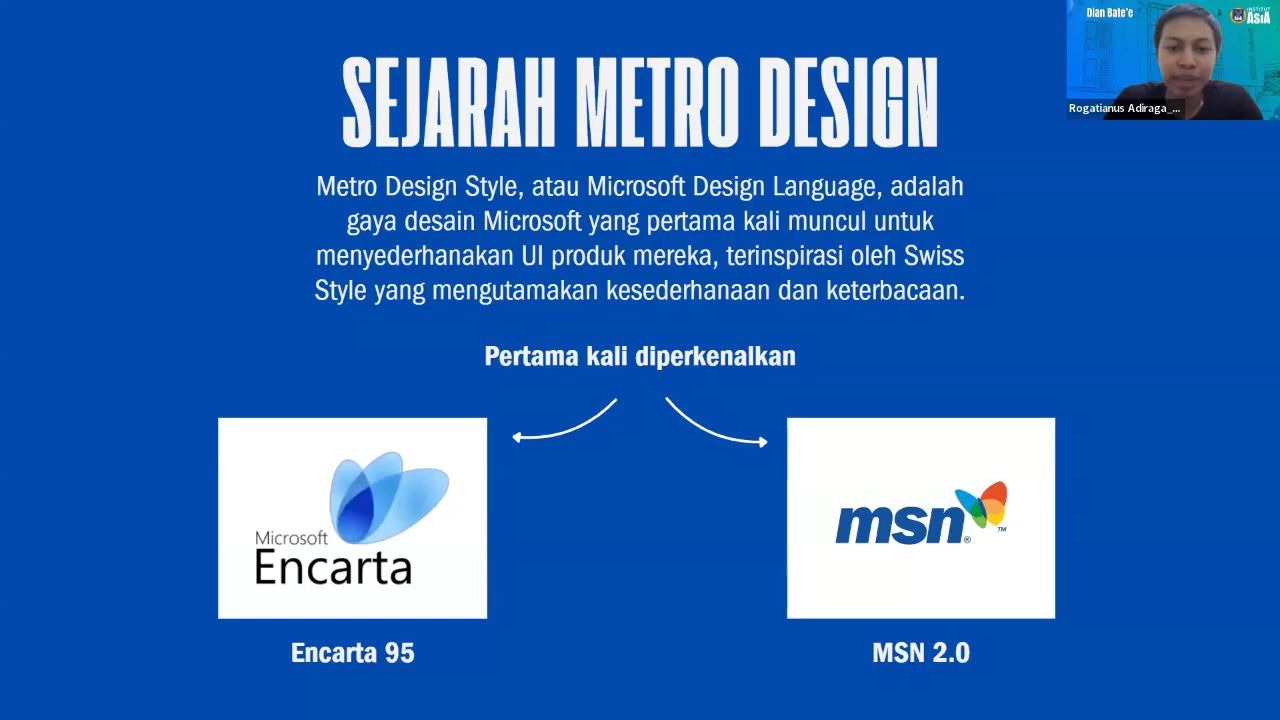 Dian Bate'e
INSTITUT
ASIA
Rogatianus Adiraga_...
SEJARAH METRO DESIGN
Metro Design Style, atau Microsoft Design Language, adalah
gaya desain Microsoft yang pertama kali muncul untuk
menyederhanakan UI produk mereka, terinspirasi oleh Swiss
Style yang mengutamakan kesederhanaan dan keterbacaan.
Pertama kali diperkenalkan
Microsoft
Encarta
msn®
TM
Encarta 95
MSN 2.0